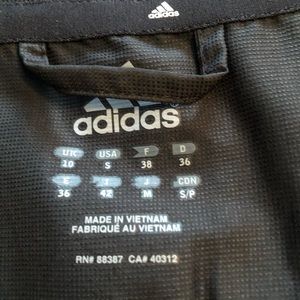 adidas
adidas
UK USA F D
10 S 38 36
E I J CDN
36 42 M S/P
MADE IN VIETNAM
FABRIQUÉ AU VIETNAM
RN# 88387 CA# 40312